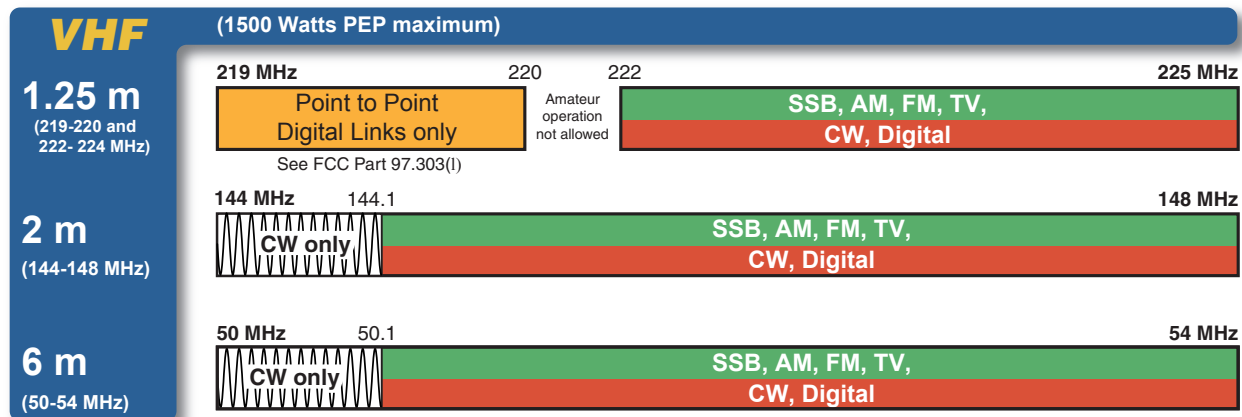 VHF
(1500 Watts PEP maximum)
1.25 m
(219-220 and
222- 224 MHz)
219 MHz 220 222 225 MHz
Point to Point
Digital Links only
Amateur
operation
not allowed
SSB, AM, FM, TV,
CW, Digital
See FCC Part 97.303(l)
2 m
(144-148 MHz)
144 MHz 144.1 148 MHz
CW only
SSB, AM, FM, TV,
CW, Digital
6 m
(50-54 MHz)
50 MHz 50.1 54 MHz
CW only
SSB, AM, FM, TV,
CW, Digital